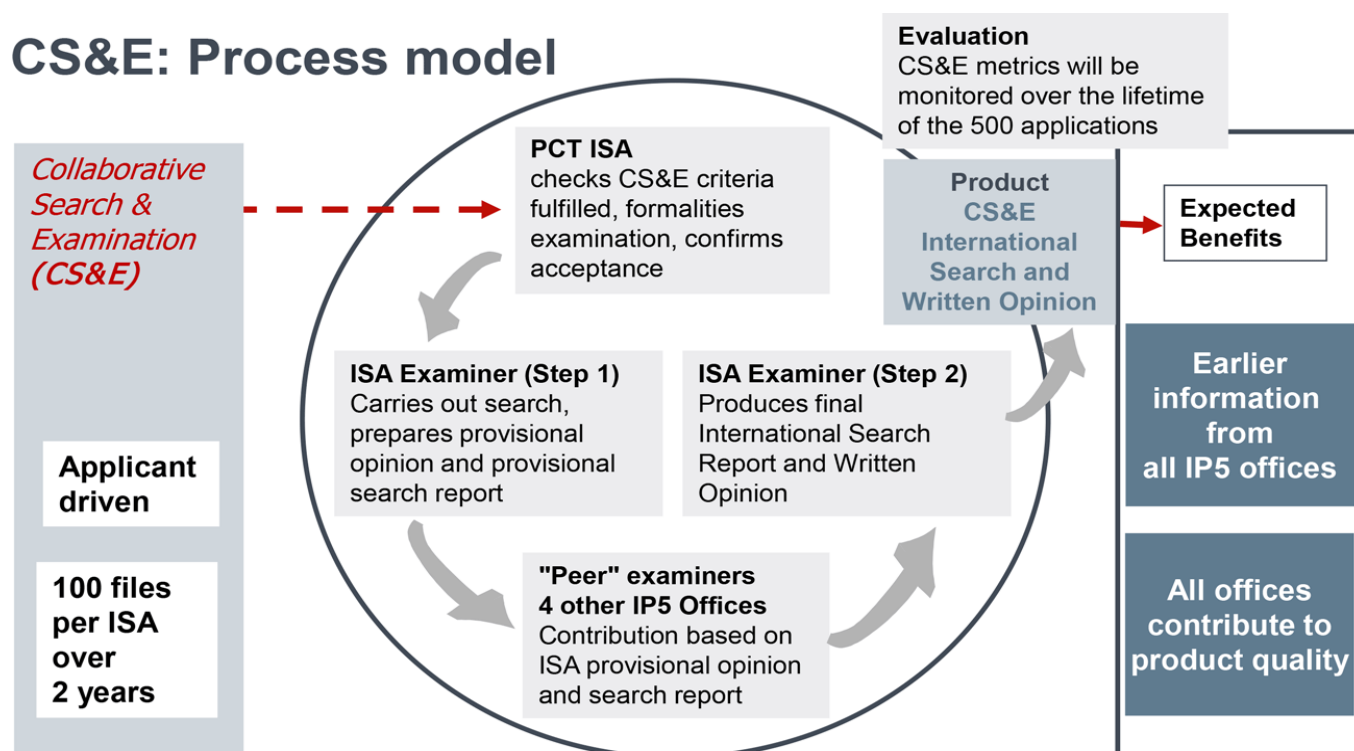 CS&E: Process model
Collaborative
Search &
Examination
(CS&E)
Applicant
driven
100 files
per ISA
over
2 years
PCT ISA
checks CS&E criteria
fulfilled, formalities
examination, confirms
acceptance
ISA Examiner (Step 1)
Carries out search,
prepares provisional
opinion and provisional
search report
"Peer" examiners
4 other IP5 Offices
Contribution based on
ISA provisional opinion
and search report
ISA Examiner (Step 2)
Produces final
International Search
Report and Written
Opinion
Evaluation
CS&E metrics will be
monitored over the lifetime
of the 500 applications
Product
CS&E
International
Search and
Written Opinion
Expected
Benefits
Earlier
information
from
all IP5 offices
All offices
contribute to
product quality